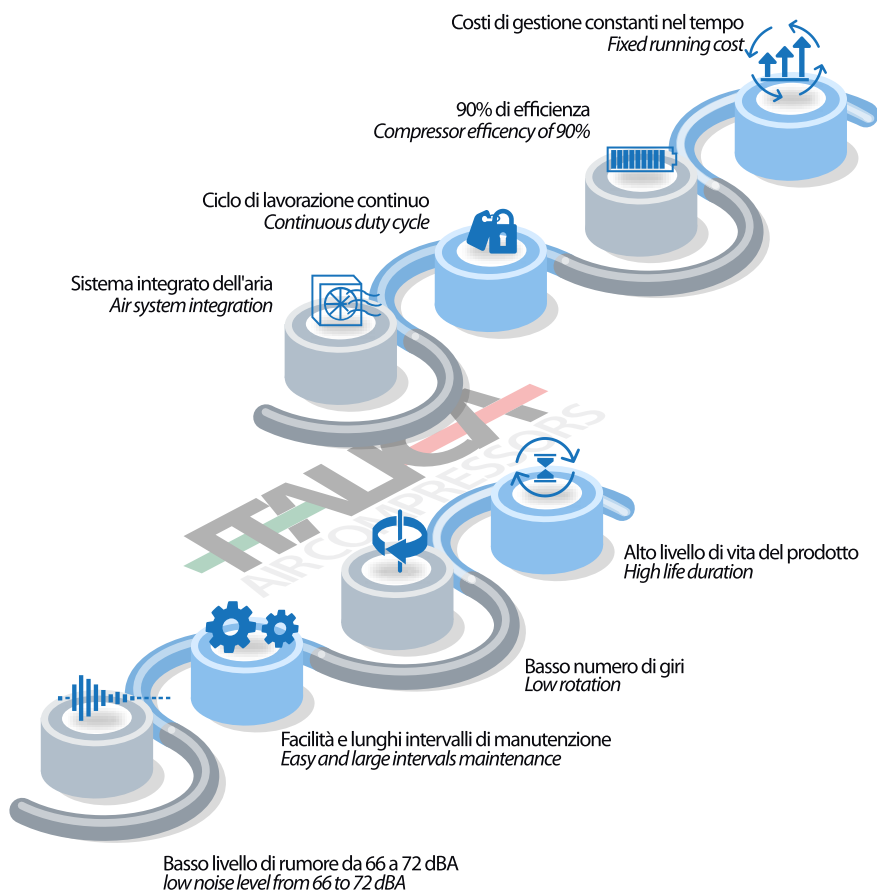 Costi di gestione constanti nel tempo
Fixed running cost
90% di efficienza
Compressor efficency of 90%
Ciclo di lavorazione continuo
Continuous duty cycle
Sistema integrato dell'aria
Air system integration
ITALICA
AIR COMPRESSORS
Alto livello di vita del prodotto
High life duration
Basso numero di giri
Low rotation
Facilità e lunghi intervalli di manutenzione
Easy and large intervals maintenance
Basso livello di rumore da 66 a 72 dBA
low noise level from 66 to 72 dBA